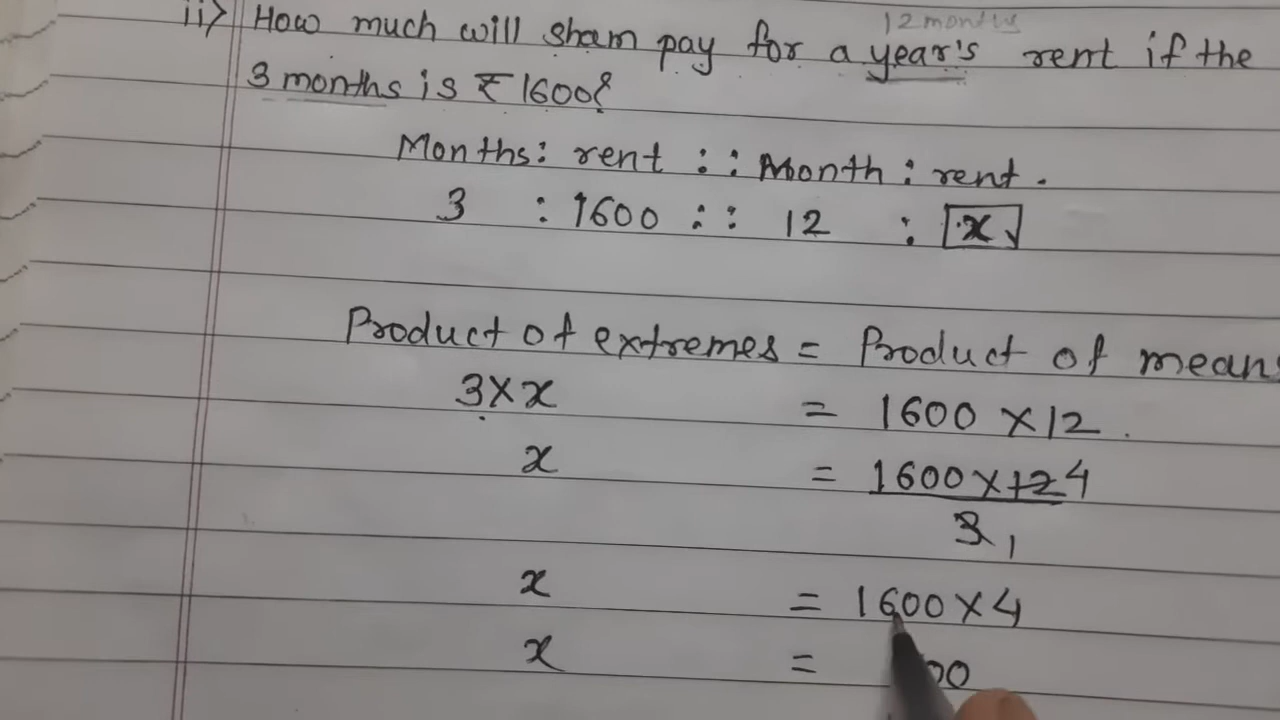 ii> How much will sham pay for a year's rent if the
12 months
3 months is ₹1600?
Months: rent :: Month : rent.
3 : 1600 :: 12 : x
Product of extremes = Product of means
3×x = 1600 ×12.
x = 1600×12 4
3 1
x = 1600×4
x = 00